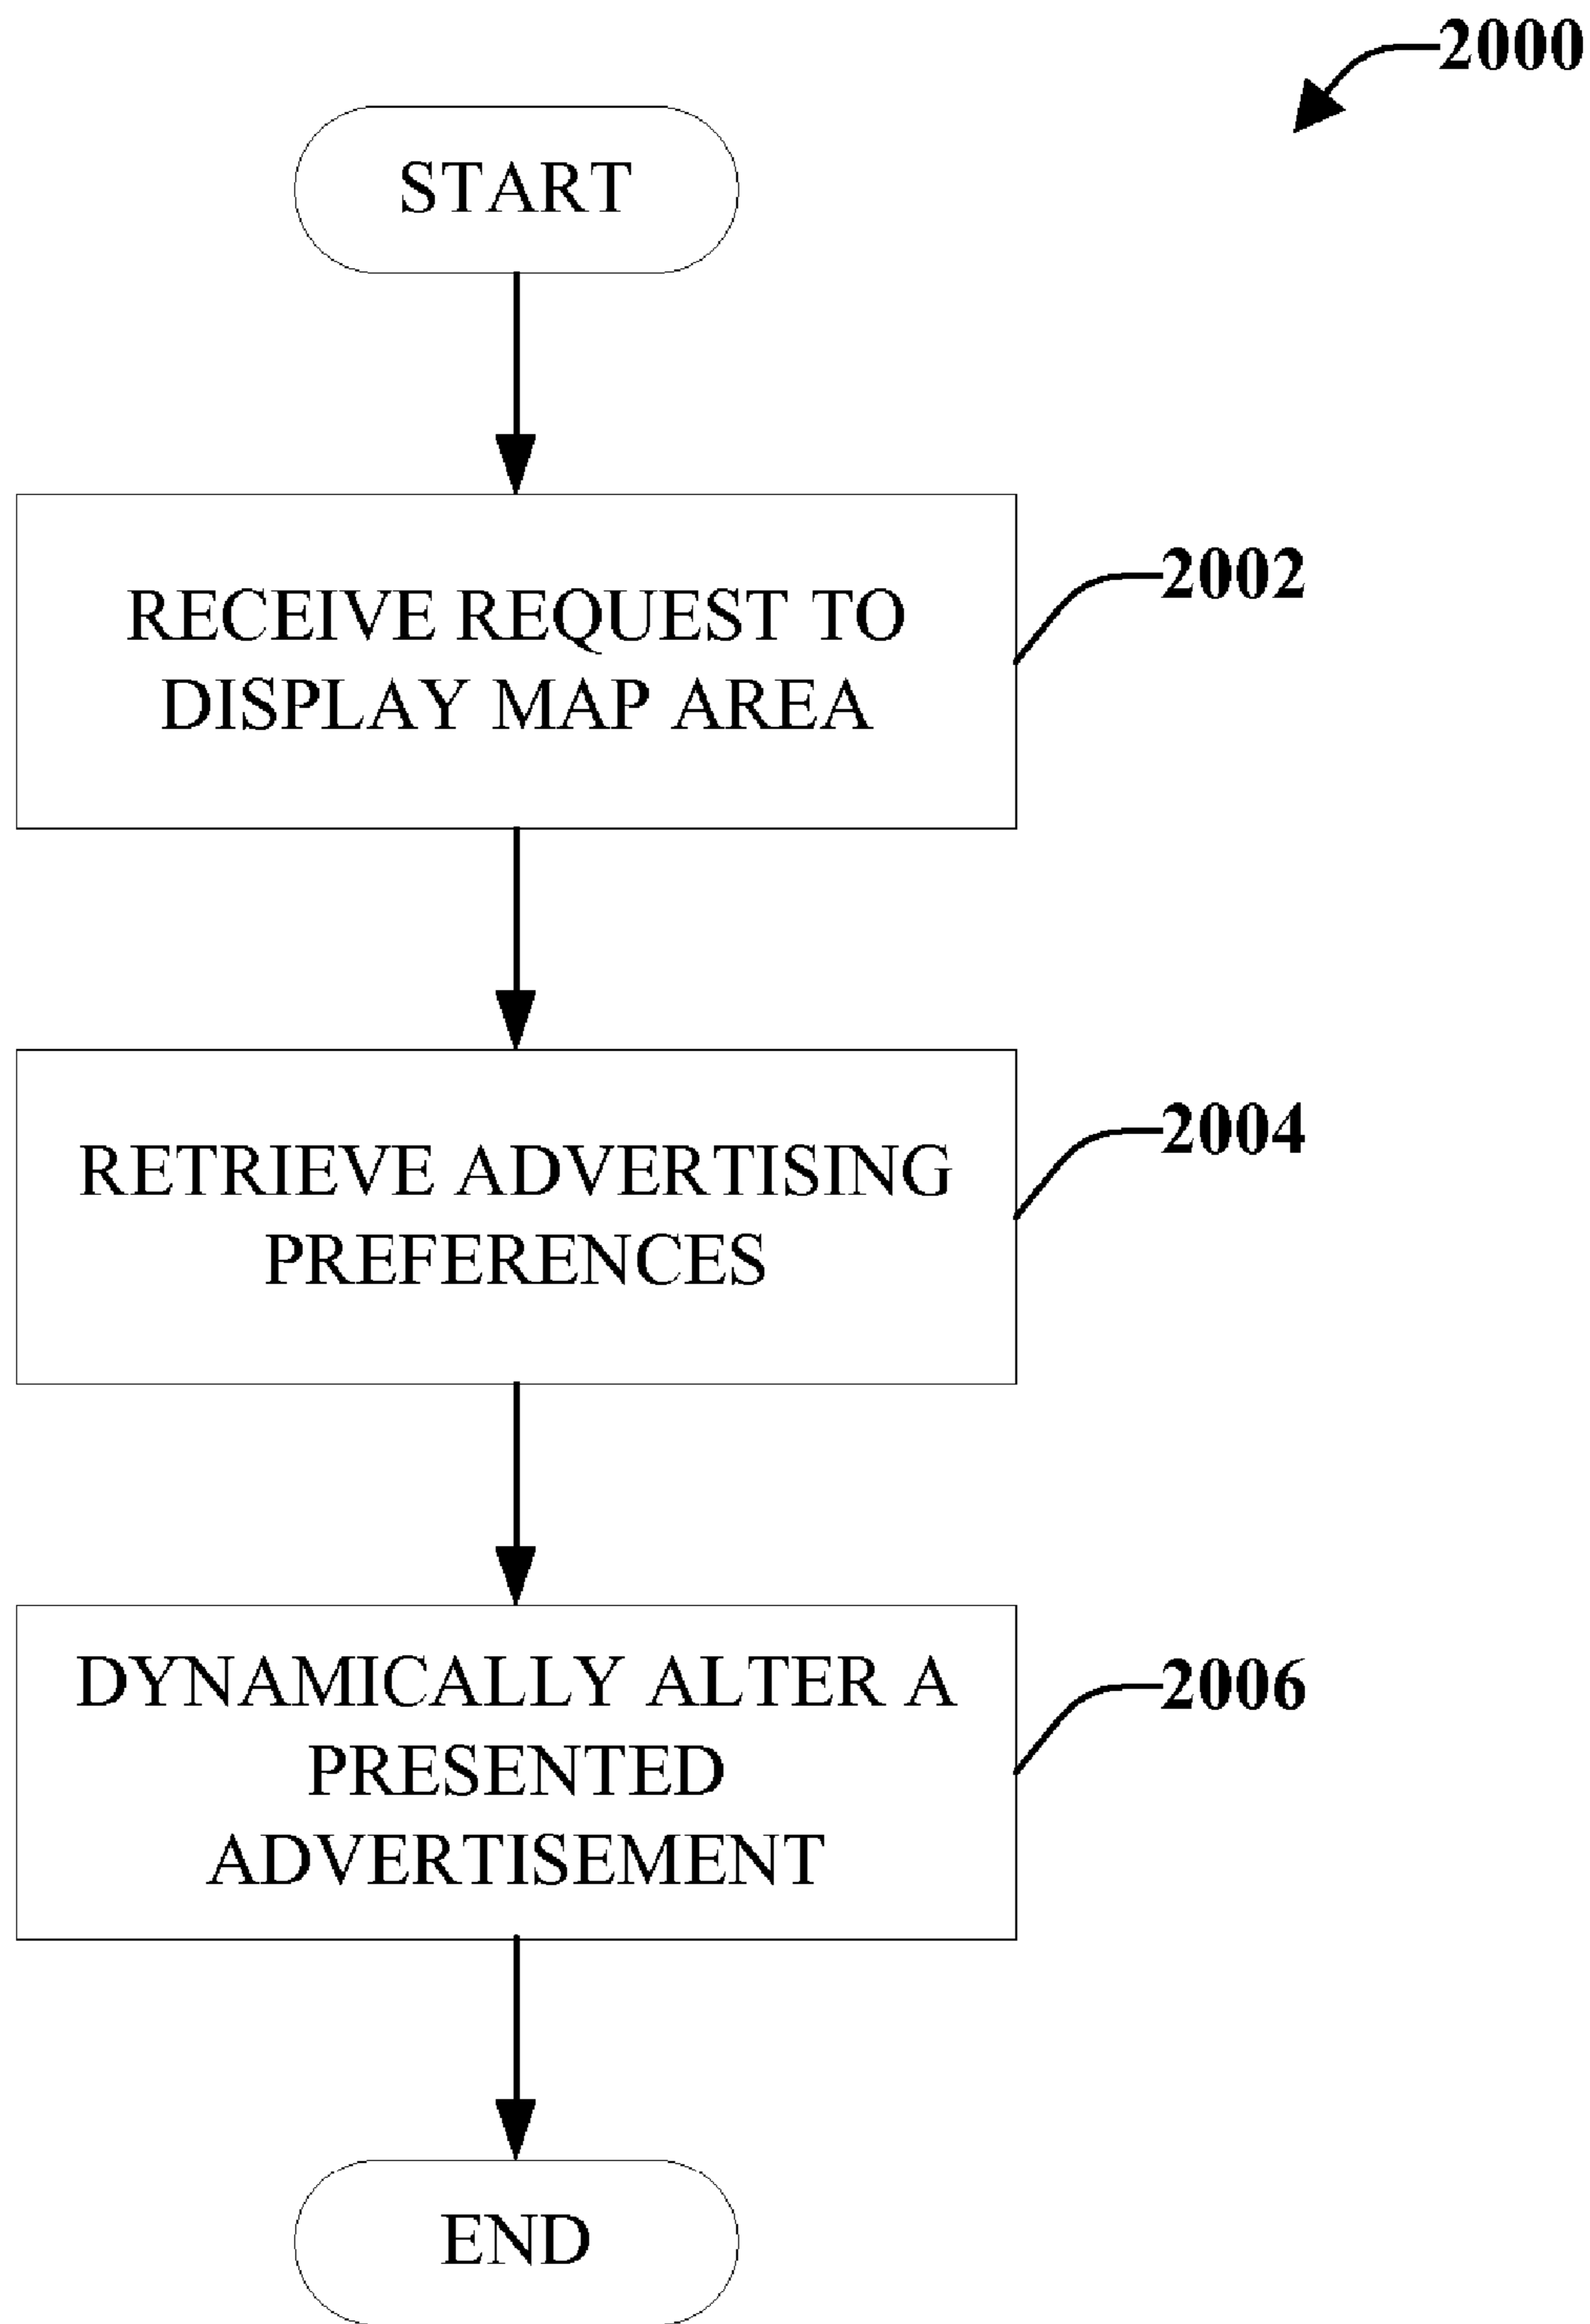 2000
START
RECEIVE REQUEST TO
DISPLAY MAP AREA
2002
RETRIEVE ADVERTISING
PREFERENCES
2004
DYNAMICALLY ALTER A
PRESENTED
ADVERTISEMENT
2006
END